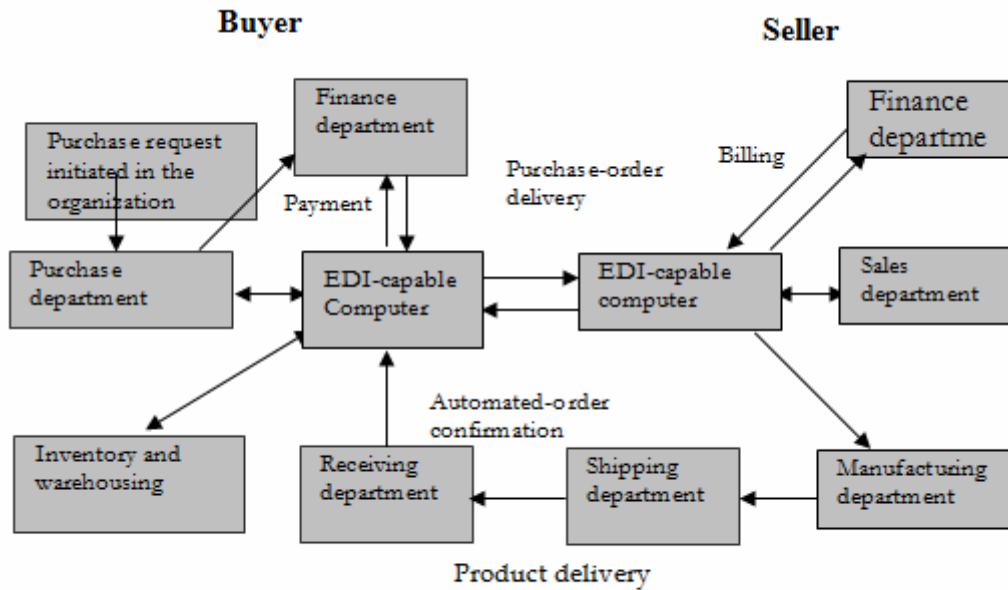 Buyer
Seller
Finance
department
Finance
departme
Purchase request
initiated in the
organization
Payment
Purchase-order
delivery
Billing
Purchase
department
EDI-capable
Computer
EDI-capable
computer
Sales
department
Automated-order
confirmation
Inventory and
warehousing
Receiving
department
Shipping
department
Manufacturing
department
Product delivery